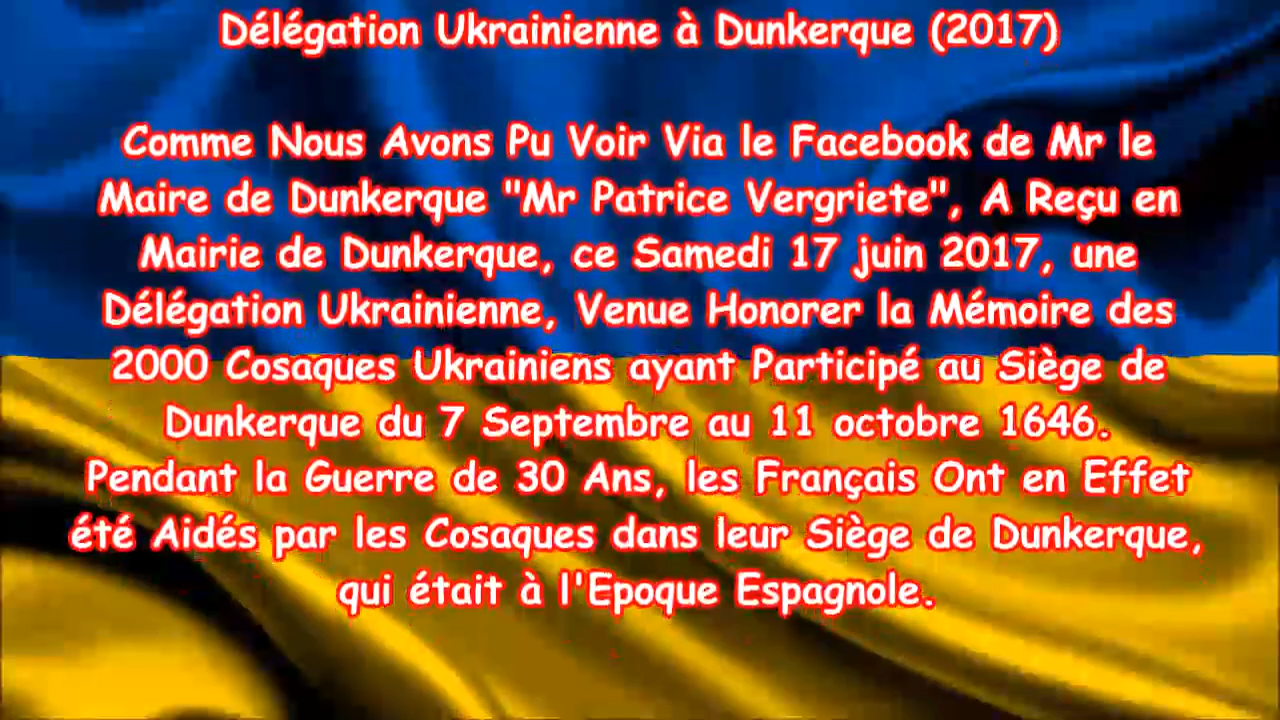 Délégation Ukrainienne à Dunkerque (2017)
Comme Nous Avons Pu Voir Via le Facebook de Mr le
Maire de Dunkerque "Mr Patrice Vergriete", A Reçu en
Mairie de Dunkerque, ce Samedi 17 juin 2017, une
Délégation Ukrainienne, Venue Honorer la Mémoire des
2000 Cosaques Ukrainiens ayant Participé au Siège de
Dunkerque du 7 Septembre au 11 octobre 1646.
Pendant la Guerre de 30 Ans, les Français Ont en Effet
été Aidés par les Cosaques dans leur Siège de Dunkerque,
qui était à l'Epoque Espagnole.